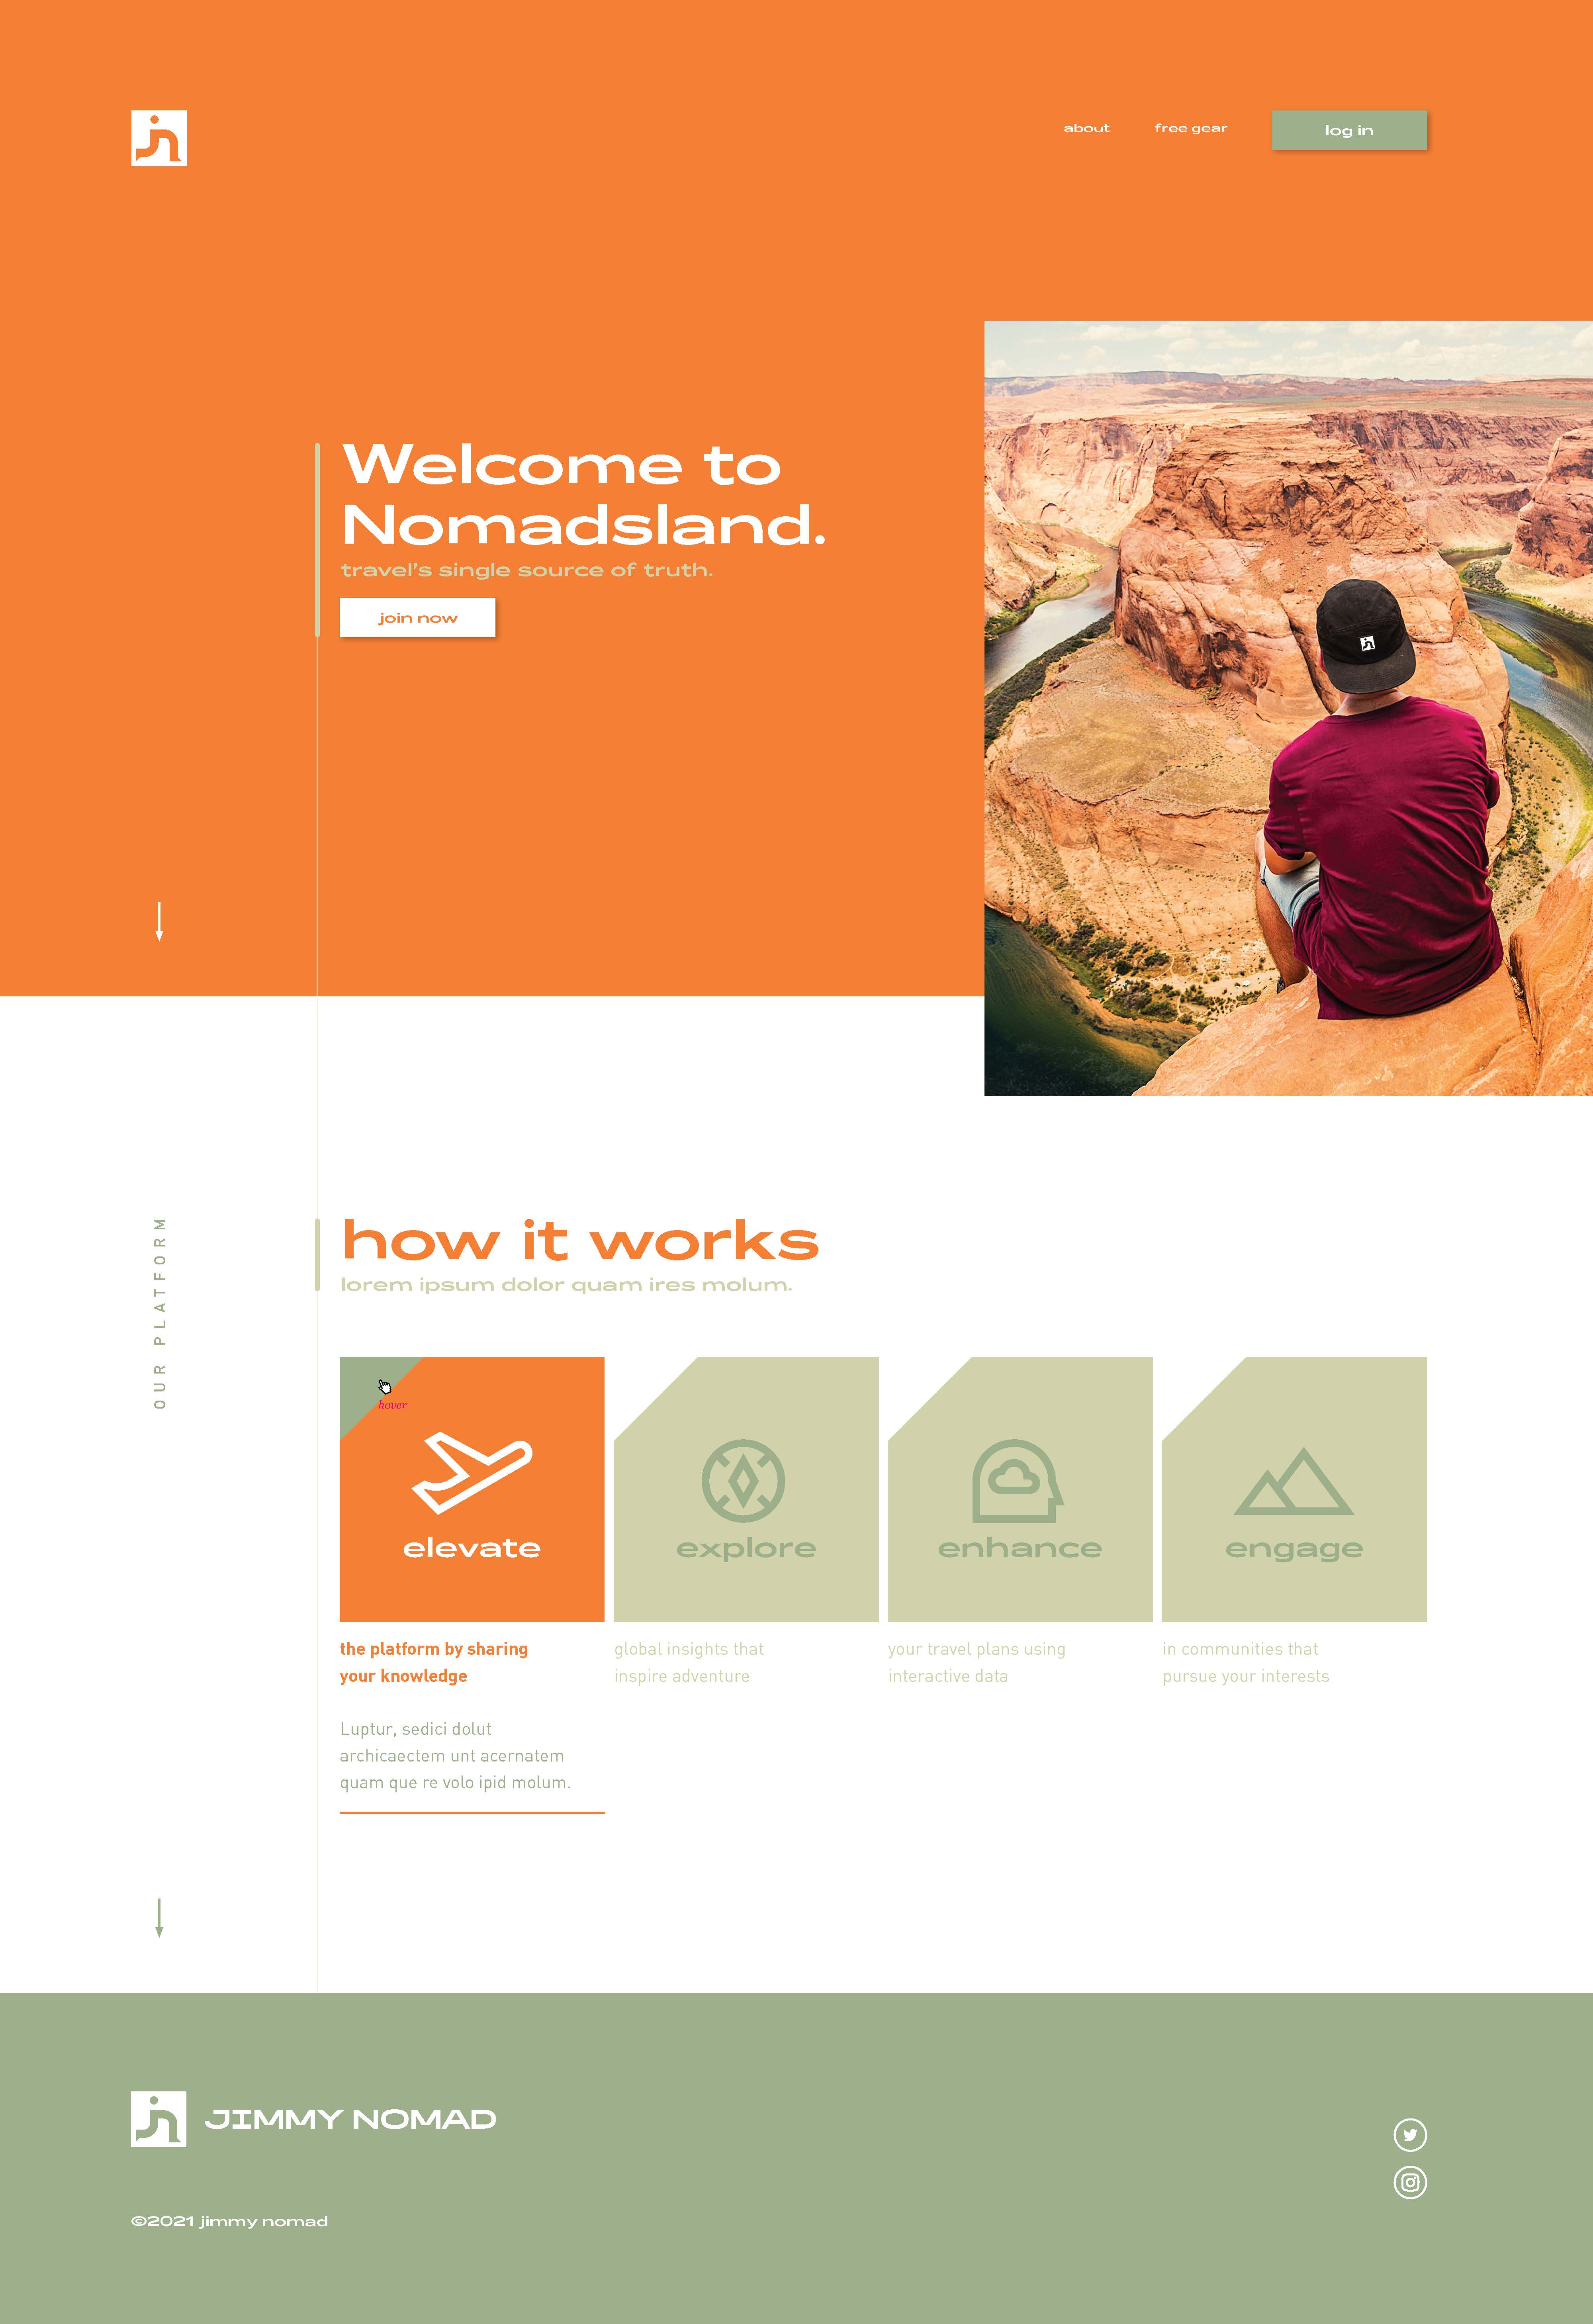 jn
about
free gear
log in
Welcome to
Nomadsland.
travel's single source of truth.
join now
jn
OUR PLATFORM
how it works
lorem ipsum dolor quam ires molum.
hover
elevate
the platform by sharing
your knowledge
Luptur, sedici dolut
archicaectem unt acernatem
quam que re volo ipid molum.
explore
global insights that
inspire adventure
enhance
your travel plans using
interactive data
engage
in communities that
pursue your interests
jn
JIMMY NOMAD
©2021 jimmy nomad